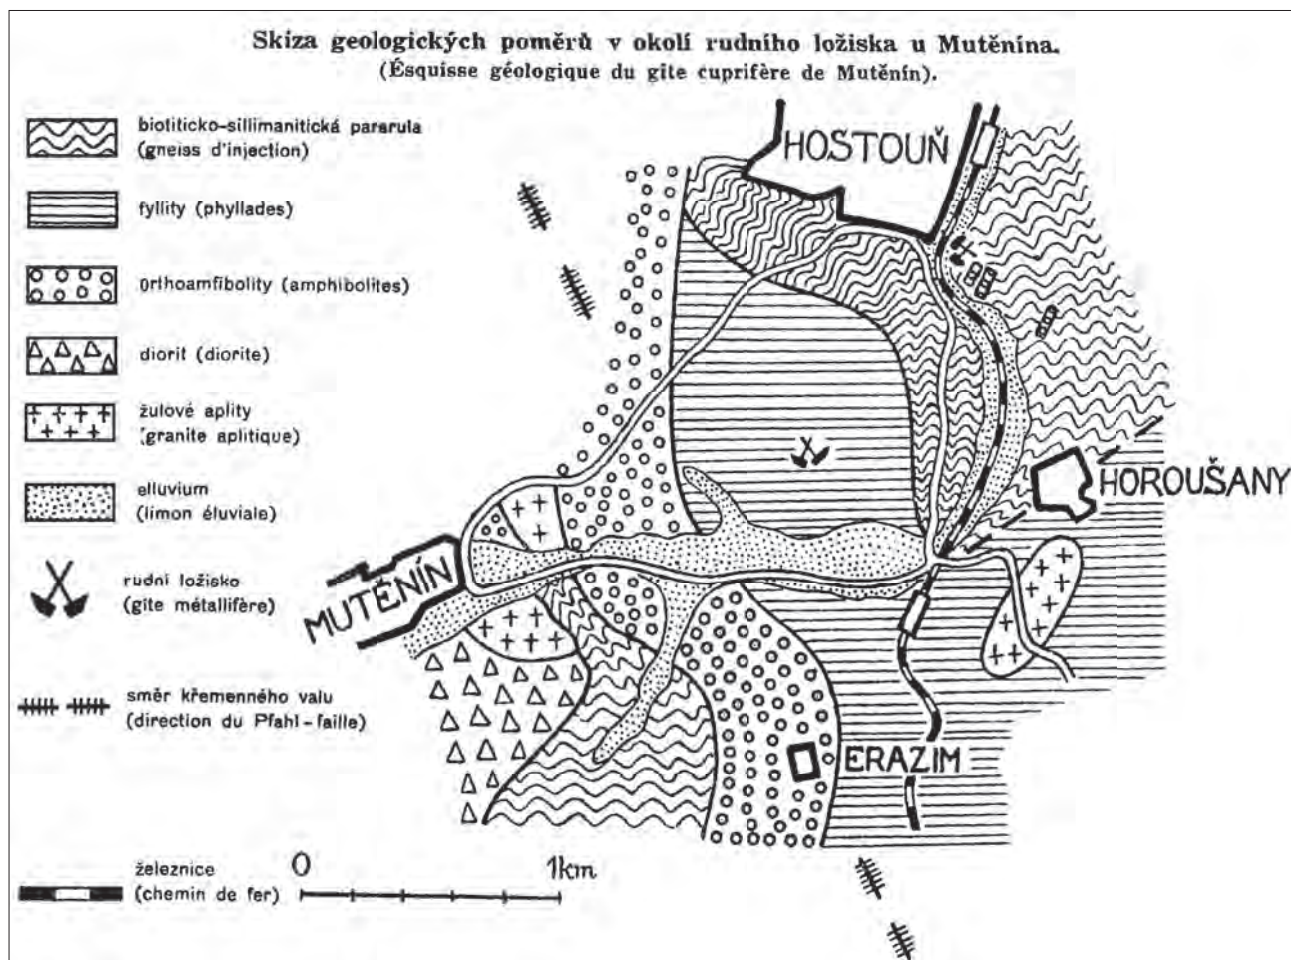 Skiza geologických poměrů v okolí rudního ložiska u Mutěnína.
(Ésquisse géologique du gîte cuprifère de Mutěnín).
biotiticko-sillimanitická pararula
(gneiss d'injection)
fyllity (phyllades)
orthoamfibolity (amphibolites)
diorit (diorite)
žulové aplity
(granite aplitique)
elluvium
(limon éluviale)
rudní ložisko
(gîte métallifère)
směr křemenného valu
(direction du Pfahl-faille)
železnice
(chemin de fer)
0 1km
HOSTOUŇ
HOROUŠANY
MUTĚNÍN
ERAZIM